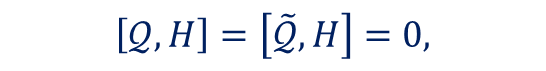 [𝒬, H] = [𝒬̃, H] = 0,